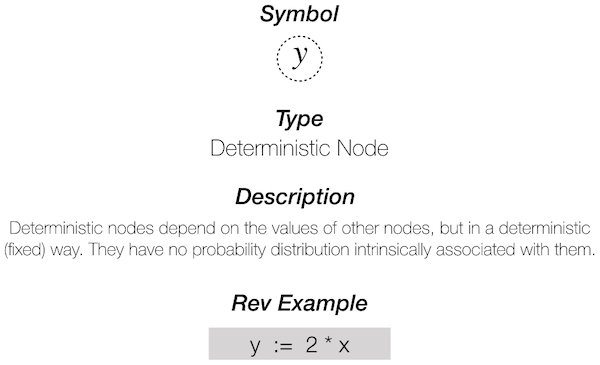 Symbol
y
Type
Deterministic Node
Description
Deterministic nodes depend on the values of other nodes, but in a deterministic
(fixed) way. They have no probability distribution intrinsically associated with them.
Rev Example
y := 2 * x